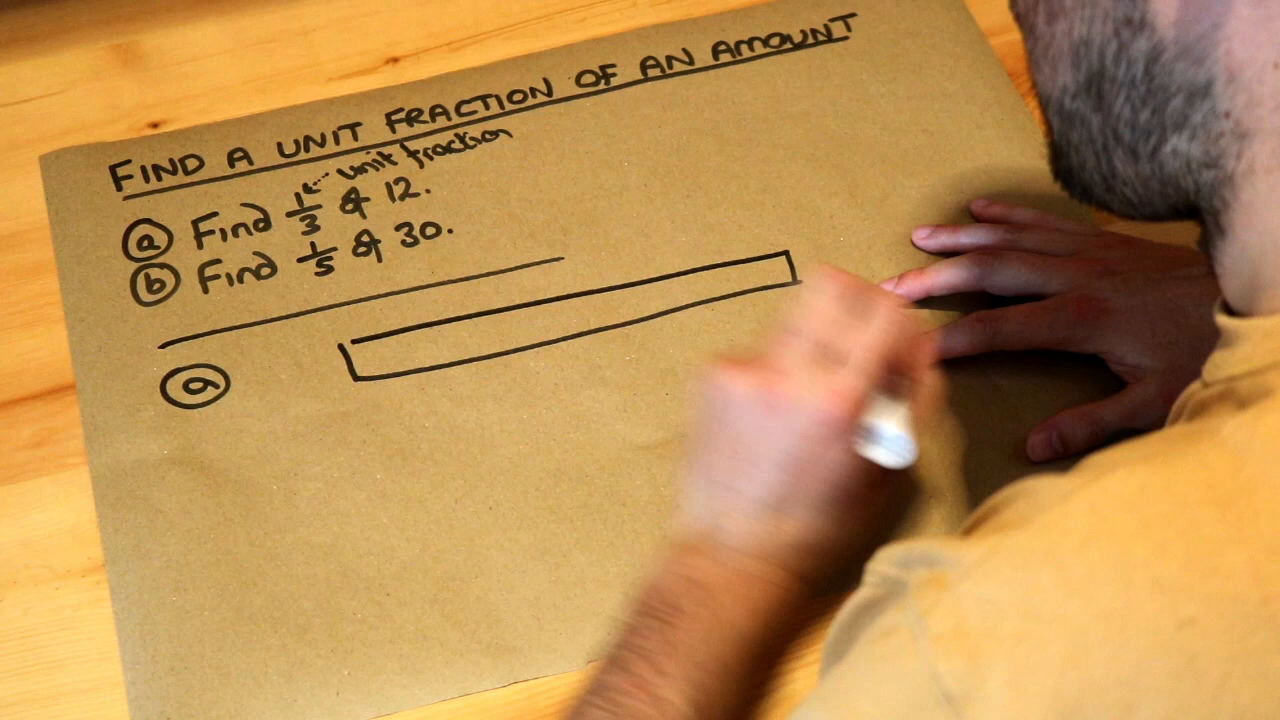 FIND A UNIT FRACTION OF AN AMOUNT
unit fraction
a Find 1/3 of 12.
b Find 1/5 of 30.
a